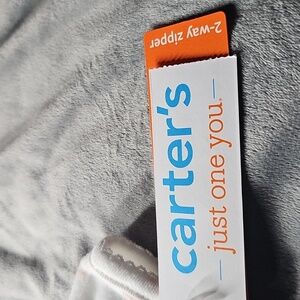 2-way zipper
carter's
— just one you. —